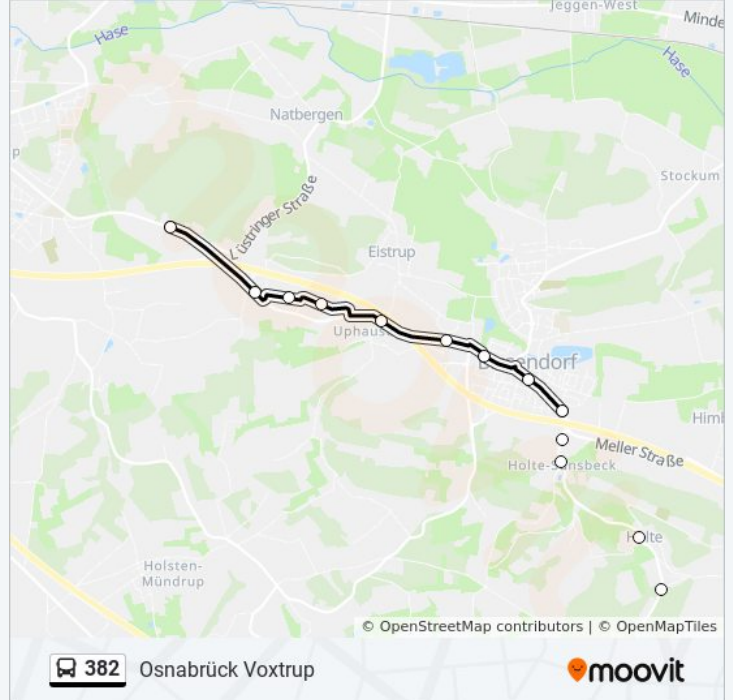 Jeggen-West
Minde
Hase
Hase
Natbergen
p
Stockum
Lüstringer Straße
Eistrup
Uphaus
endorf
Himb
Meller Straße
Holte-Sünsbeck
Holte
Holsten-
Mündrup
© OpenStreetMap contributors | © OpenMapTiles
382 Osnabrück Voxtrup
moovit